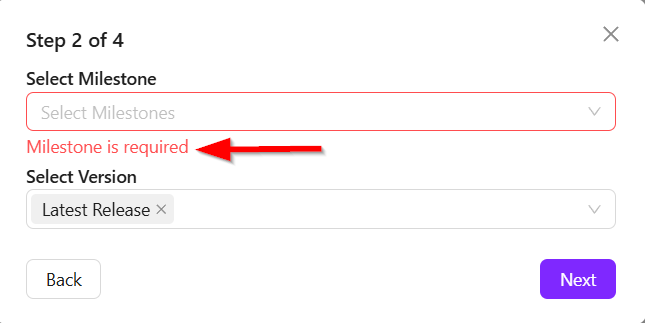 Step 2 of 4
Select Milestone
Select Milestones
Milestone is required
Select Version
Latest Release
Back
Next